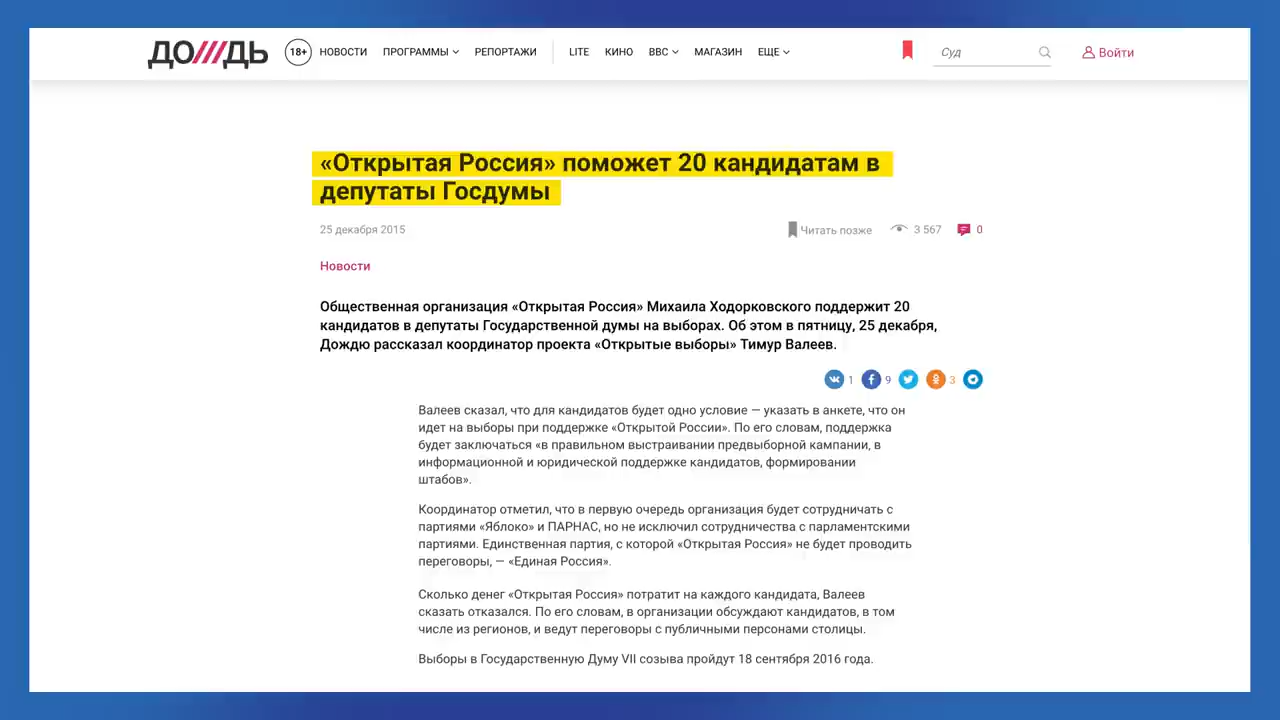 ДОЖДЬ 18+ НОВОСТИ ПРОГРАММЫ РЕПОРТАЖИ LITE КИНО BBC МАГАЗИН ЕЩЕ Суд Войти
«Открытая Россия» поможет 20 кандидатам в
депутаты Госдумы
25 декабря 2015 Читать позже 3 567 0
Новости
Общественная организация «Открытая Россия» Михаила Ходорковского поддержит 20
кандидатов в депутаты Государственной думы на выборах. Об этом в пятницу, 25 декабря,
Дождю рассказал координатор проекта «Открытые выборы» Тимур Валеев.
1 9 3
Валеев сказал, что для кандидатов будет одно условие — указать в анкете, что он
идет на выборы при поддержке «Открытой России». По его словам, поддержка
будет заключаться «в правильном выстраивании предвыборной кампании, в
информационной и юридической поддержке кандидатов, формировании
штабов».
Координатор отметил, что в первую очередь организация будет сотрудничать с
партиями «Яблоко» и ПАРНАС, но не исключил сотрудничества с парламентскими
партиями. Единственная партия, с которой «Открытая Россия» не будет проводить
переговоры, — «Единая Россия».
Сколько денег «Открытая Россия» потратит на каждого кандидата, Валеев
сказать отказался. По его словам, в организации обсуждают кандидатов, в том
числе из регионов, и ведут переговоры с публичными персонами столицы.
Выборы в Государственную Думу VII созыва пройдут 18 сентября 2016 года.